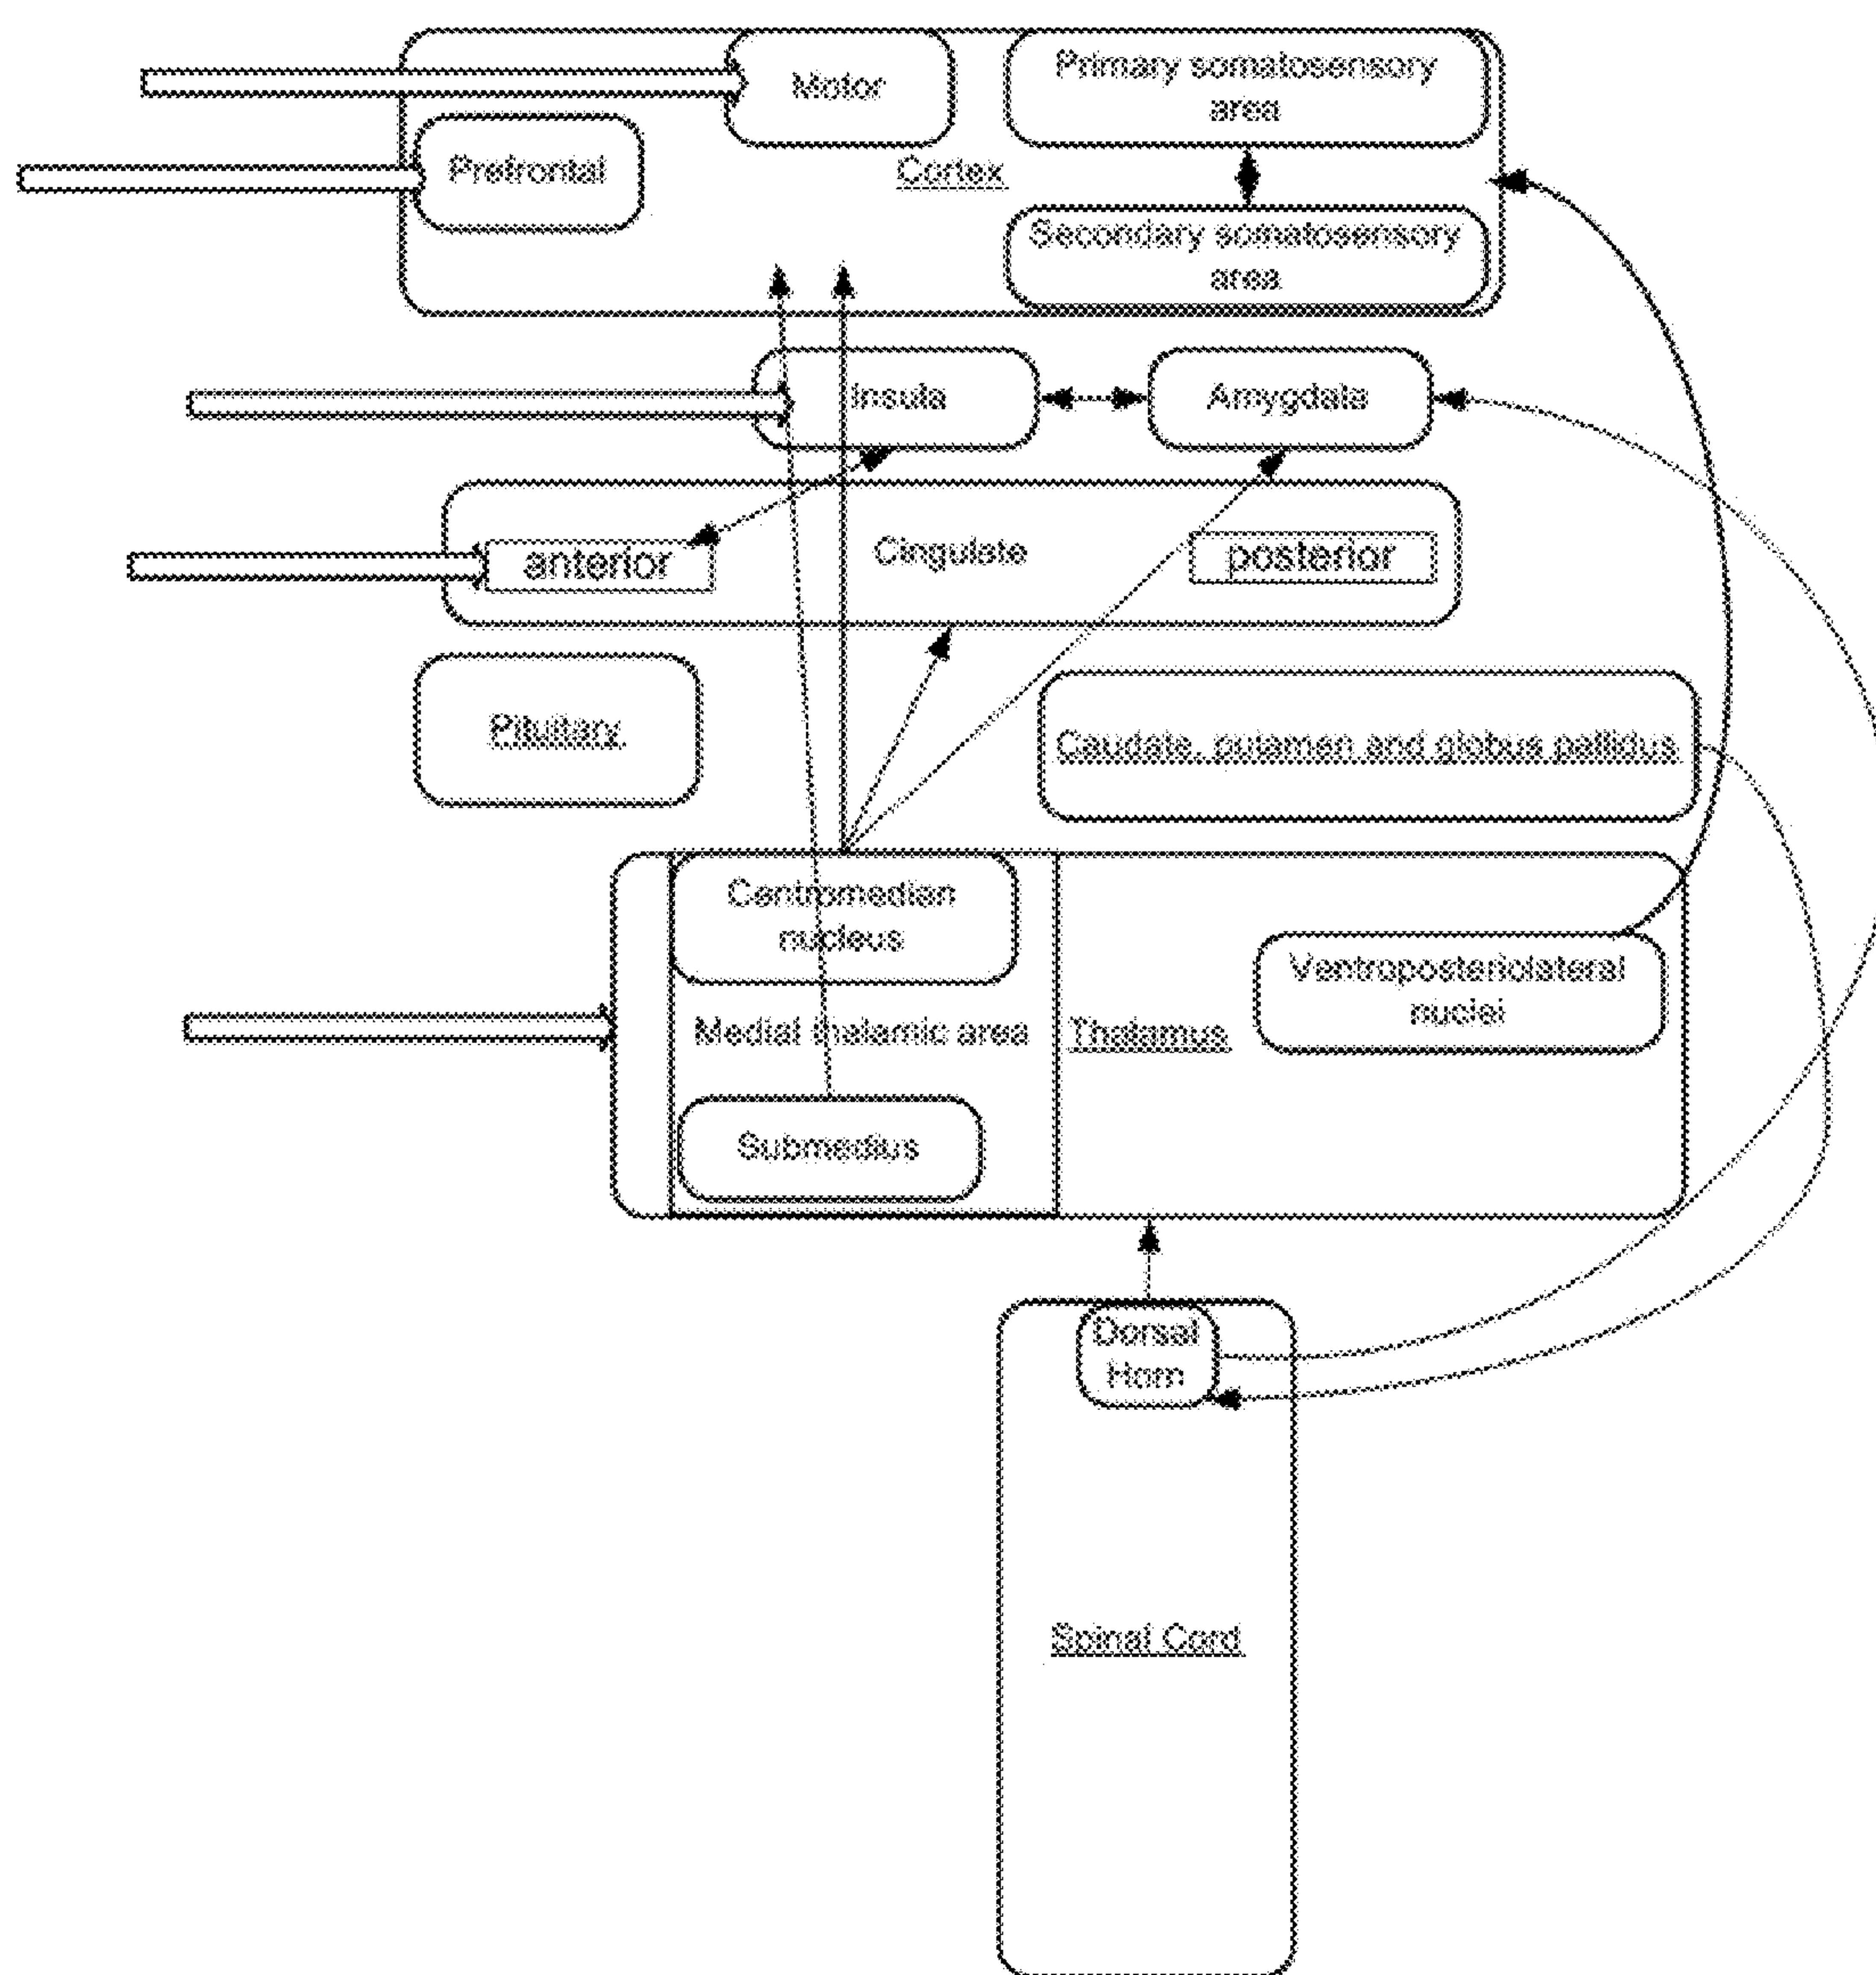 Motor
Primary somatosensory
area
Prefrontal
Cortex
Secondary somatosensory
area
Insula
Amygdala
anterior
Cingulate
posterior
Pituitary
Caudate, putamen and globus pallidus
Centromedian
nucleus
Ventroposteriolateral
nuclei
Medial thalamic area
Thalamus
Submedius
Dorsal
Horn
Spinal Cord